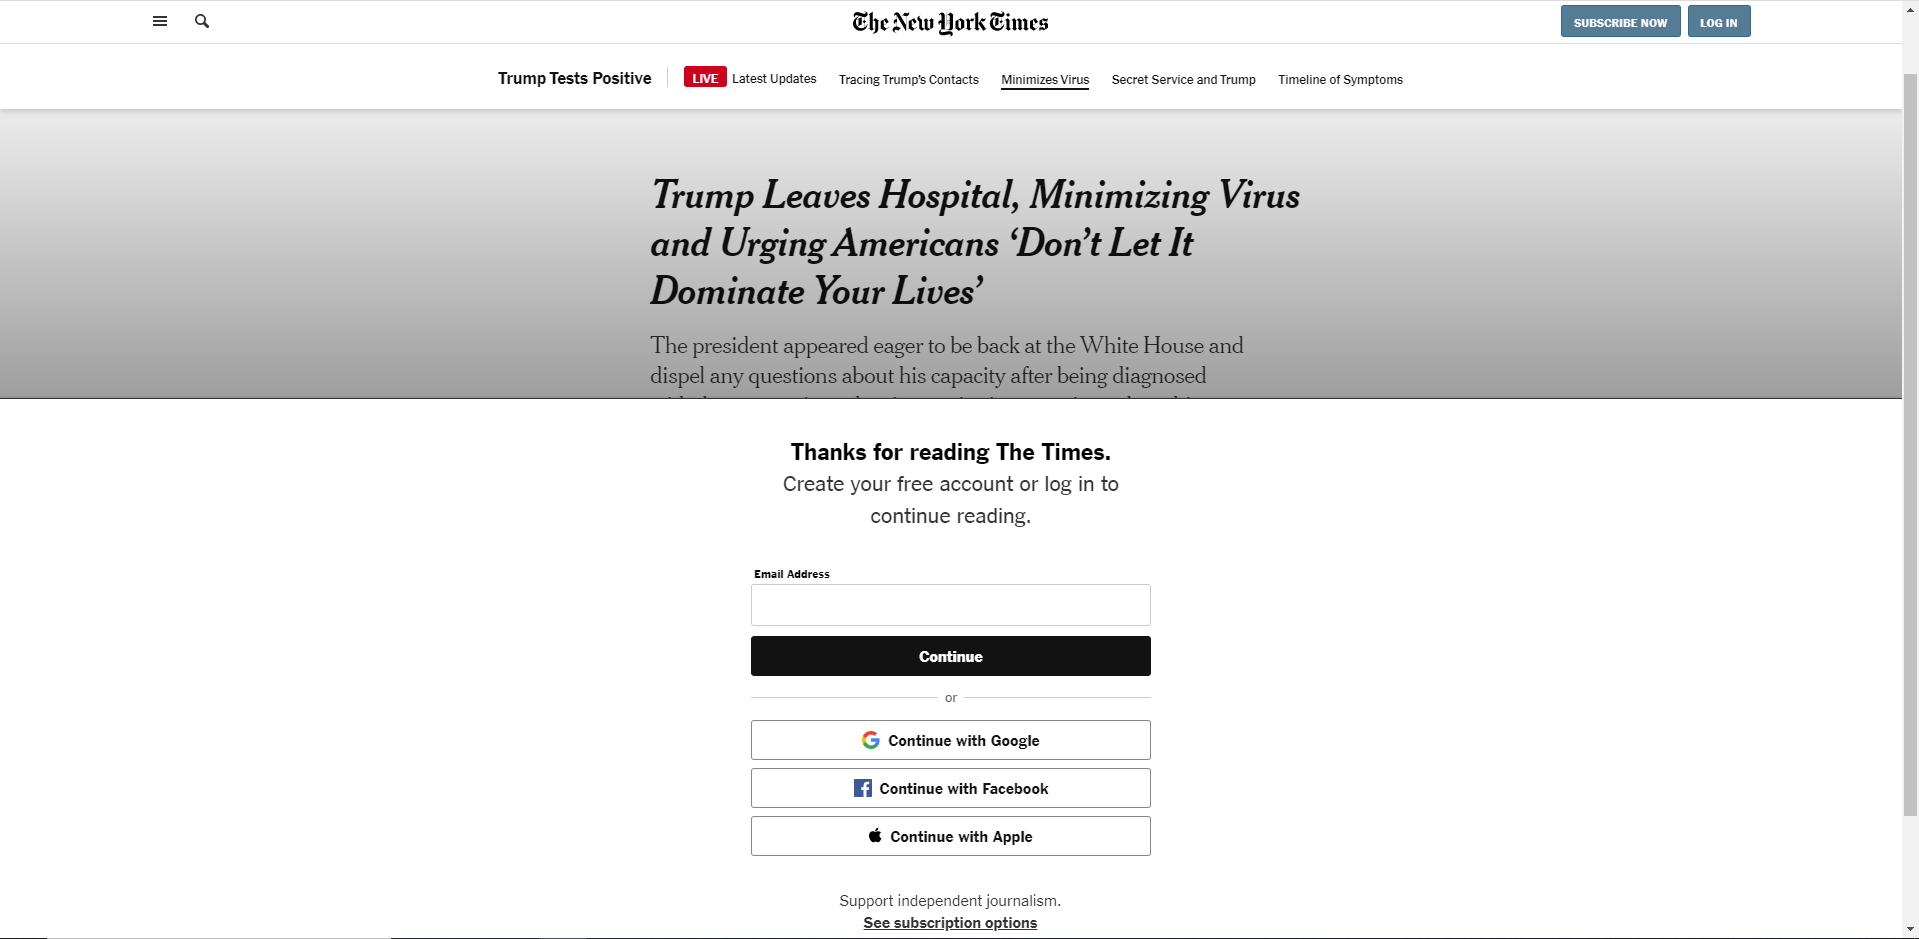 The New York Times
SUBSCRIBE NOW
LOG IN
Trump Tests Positive
LIVE Latest Updates
Tracing Trump's Contacts
Minimizes Virus
Secret Service and Trump
Timeline of Symptoms
Trump Leaves Hospital, Minimizing Virus
and Urging Americans ‘Don’t Let It
Dominate Your Lives’
The president appeared eager to be back at the White House and
dispel any questions about his capacity after being diagnosed
Thanks for reading The Times.
Create your free account or log in to
continue reading.
Email Address
Continue
or
Continue with Google
Continue with Facebook
Continue with Apple
Support independent journalism.
See subscription options